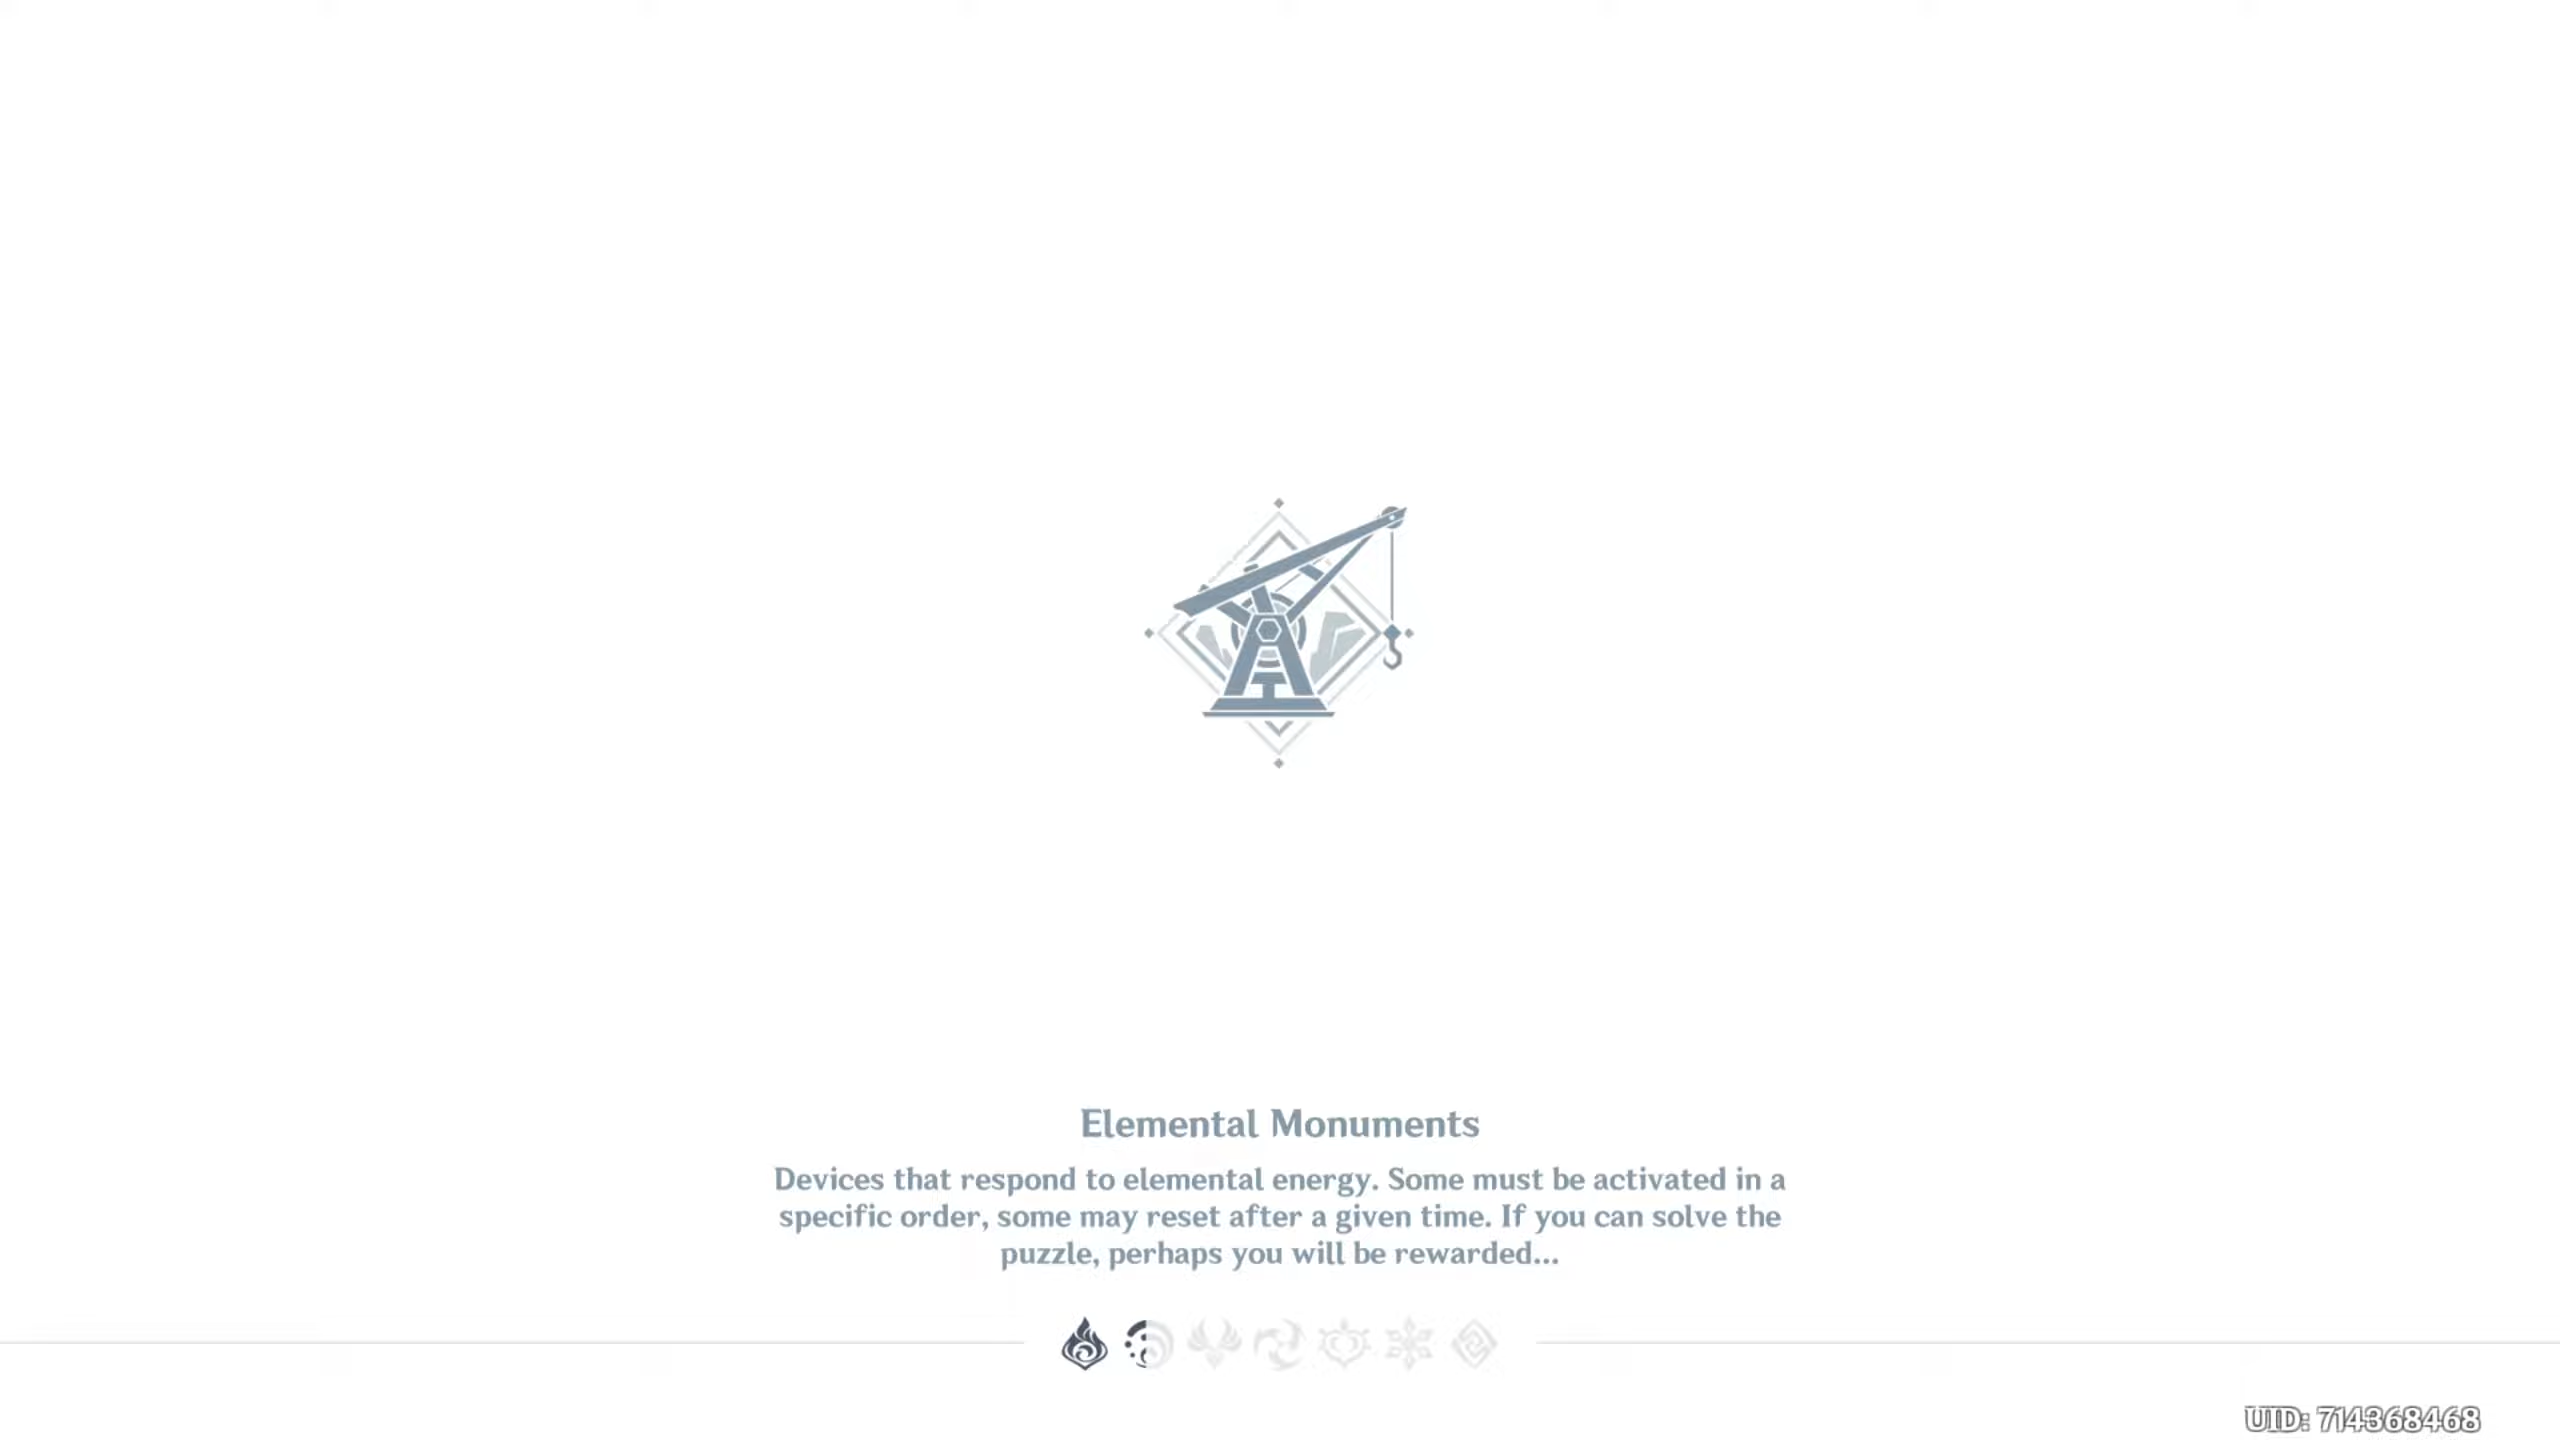 Elemental Monuments
Devices that respond to elemental energy. Some must be activated in a
specific order, some may reset after a given time. If you can solve the
puzzle, perhaps you will be rewarded...
UID: 714368468